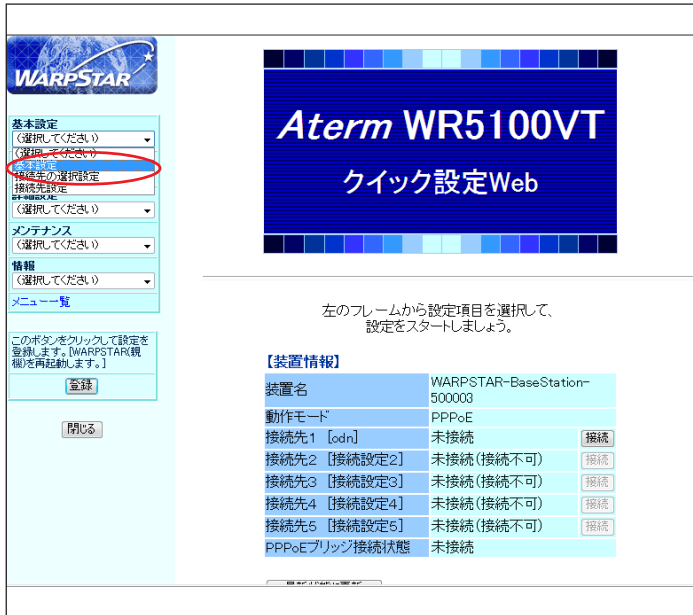 WARPSTAR
基本設定
(選択してください)
(選択してください)
基本設定
接続先の選択設定
接続先設定
詳細設定
(選択してください)
メンテナンス
(選択してください)
情報
(選択してください)
メニュー一覧
このボタンをクリックして設定を
登録します。[WARPSTAR(親
機)を再起動します。]
登録
閉じる
Aterm WR5100VT
クイック設定Web
左のフレームから設定項目を選択して、
設定をスタートしましょう。
【装置情報】
装置名 WARPSTAR-BaseStation-
500003
動作モード PPPoE
接続先1 [odn] 未接続 接続
接続先2 [接続設定2] 未接続(接続不可) 接続
接続先3 [接続設定3] 未接続(接続不可) 接続
接続先4 [接続設定4] 未接続(接続不可) 接続
接続先5 [接続設定5] 未接続(接続不可) 接続
PPPoEブリッジ接続状態 未接続